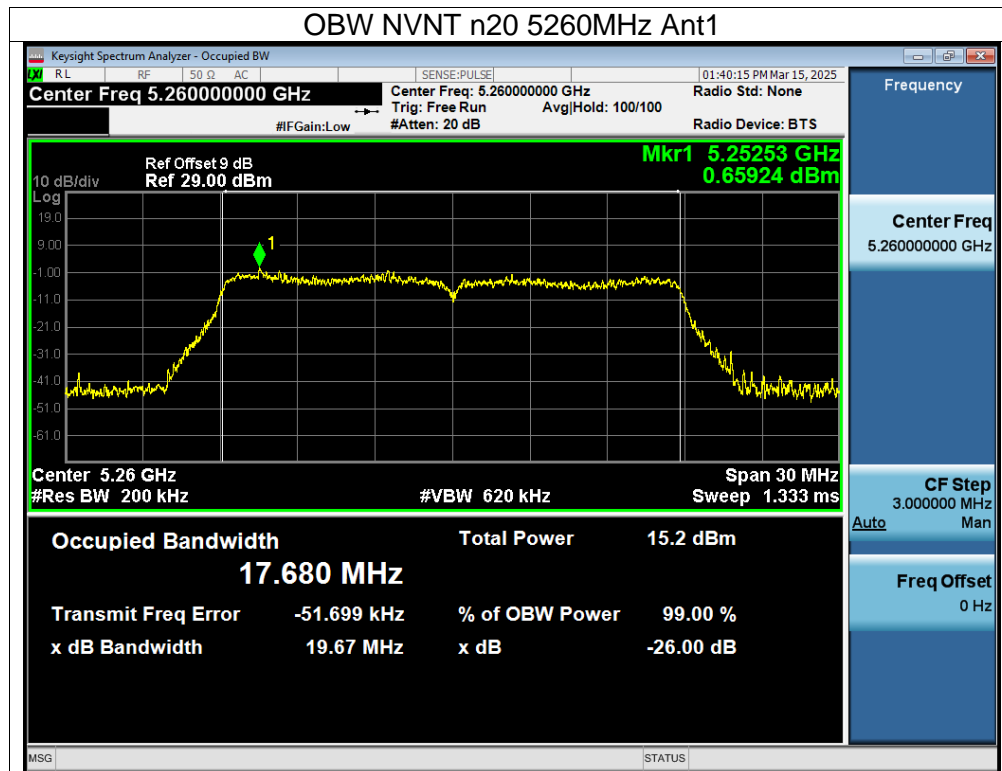 OBW NVNT n20 5260MHz Ant1
Keysight Spectrum Analyzer - Occupied BW
LXI RL RF 50 Ω AC SENSE:PULSE 01:40:15 PM Mar 15, 2025
Center Freq 5.260000000 GHz Center Freq: 5.260000000 GHz Radio Std: None
Trig: Free Run Avg|Hold: 100/100
#IFGain:Low #Atten: 20 dB Radio Device: BTS
Frequency
Mkr1 5.25253 GHz
Ref Offset 9 dB
10 dB/div Ref 29.00 dBm 0.65924 dBm
Log
19.0
9.00
-1.00
-11.0
-21.0
-31.0
-41.0
-51.0
-61.0
1
Center Freq
5.260000000 GHz
Center 5.26 GHz Span 30 MHz
#Res BW 200 kHz #VBW 620 kHz Sweep 1.333 ms
CF Step
3.000000 MHz
Auto Man
Occupied Bandwidth Total Power 15.2 dBm
17.680 MHz
Freq Offset
0 Hz
Transmit Freq Error -51.699 kHz % of OBW Power 99.00 %
x dB Bandwidth 19.67 MHz x dB -26.00 dB
MSG STATUS